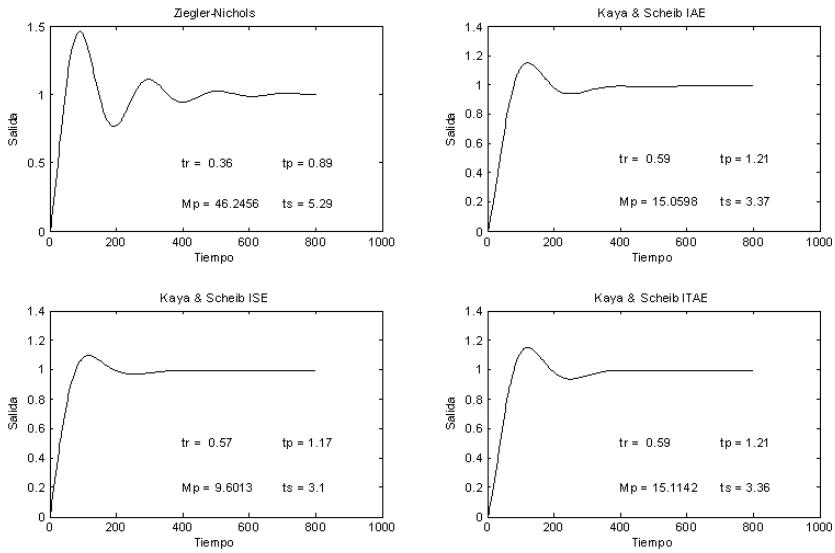 Ziegler-Nichols
1.5
1
0.5
0
Salida
tr = 0.36 tp = 0.89
Mp = 46.2456 ts = 5.29
0 200 400 600 800 1000
Tiempo
Kaya & Scheib IAE
1.4
1.2
1
0.8
0.6
0.4
0.2
0
Salida
tr = 0.59 tp = 1.21
Mp = 15.0598 ts = 3.37
0 200 400 600 800 1000
Tiempo
Kaya & Scheib ISE
1.4
1.2
1
0.8
0.6
0.4
0.2
0
Salida
tr = 0.57 tp = 1.17
Mp = 9.6013 ts = 3.1
0 200 400 600 800 1000
Tiempo
Kaya & Scheib ITAE
1.4
1.2
1
0.8
0.6
0.4
0.2
0
Salida
tr = 0.59 tp = 1.21
Mp = 15.1142 ts = 3.36
0 200 400 600 800 1000
Tiempo